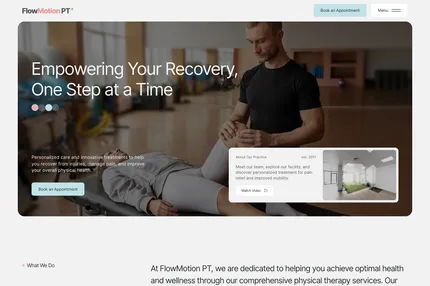 FlowMotion PT
Book an Appointment
Menu
Empowering Your Recovery,
One Step at a Time
Personalized care and innovative treatments to help
you recover from injuries, manage pain, and improve
your overall physical health.
Book an Appointment
About Our Practice
est. 2017
Meet our team, explore our facility, and
discover personalized treatment for pain
relief and improved mobility.
Watch Video
What We Do
At FlowMotion PT, we are dedicated to helping you achieve optimal health
and wellness through our comprehensive physical therapy services. Our